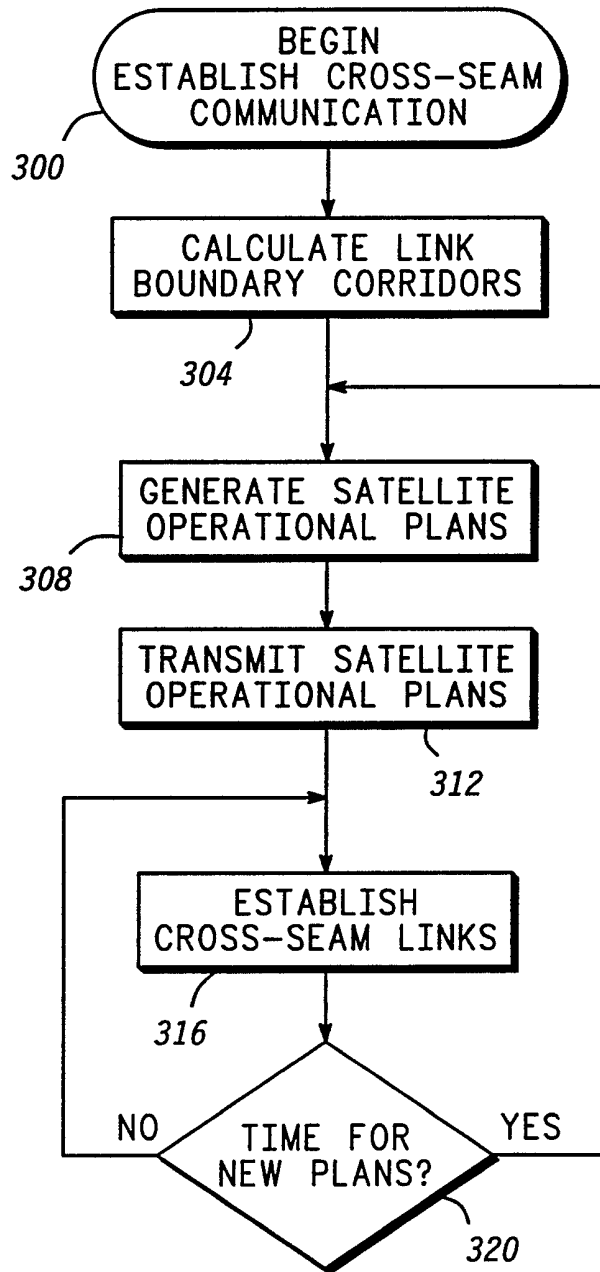 BEGIN
ESTABLISH CROSS-SEAM
COMMUNICATION
300
CALCULATE LINK
BOUNDARY CORRIDORS
304
GENERATE SATELLITE
OPERATIONAL PLANS
308
TRANSMIT SATELLITE
OPERATIONAL PLANS
312
ESTABLISH
CROSS-SEAM LINKS
316
NO
YES
TIME FOR
NEW PLANS?
320